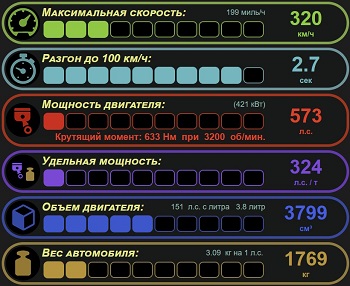 Максимальная скорость: 199 миль/ч
320
км/ч
Разгон до 100 км/ч:
2.7
сек
Мощность двигателя: (421 кВт)
573
л.с.
Крутящий момент: 633 Нм при 3200 об/мин.
Удельная мощность:
324
л.с. / т
Объем двигателя: 151 л.с с литра 3.8 литр
3799
см³
Вес автомобиля: 3.09 кг на 1 л.с.
1769
кг